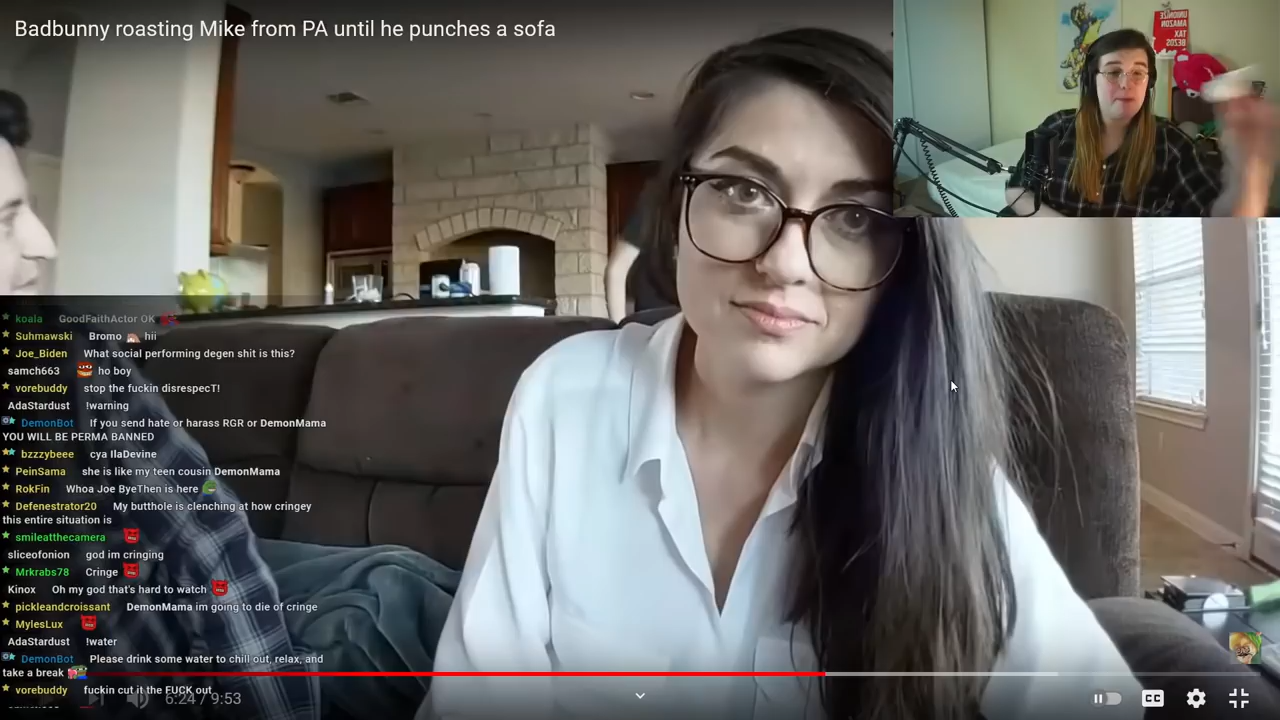 Badbunny roasting Mike from PA until he punches a sofa
UNIONIZE
AMAZON
TAX
BEZOS
koala GoodFaithActor OK
Suhmawski Bromo hii
Joe_Biden What social performing degen shit is this?
samch663 ho boy
vorebuddy stop the fuckin disrespecT!
AdaStardust !warning
DemonBot If you send hate or harass RGR or DemonMama
YOU WILL BE PERMA BANNED
bzzzybeee cya IlaDevine
PeinSama she is like my teen cousin DemonMama
RokFin Whoa Joe ByeThen is here
Defenestrator20 My butthole is clenching at how cringey
this entire situation is
smileatthecamera
sliceofonion god im cringing
Mrkrabs78 Cringe
Kinox Oh my god that's hard to watch
pickleandcroissant DemonMama im going to die of cringe
MylesLux
AdaStardust !water
DemonBot Please drink some water to chill out, relax, and
take a break
vorebuddy fuckin cut it the FUCK out
6:24 / 9:53
CC